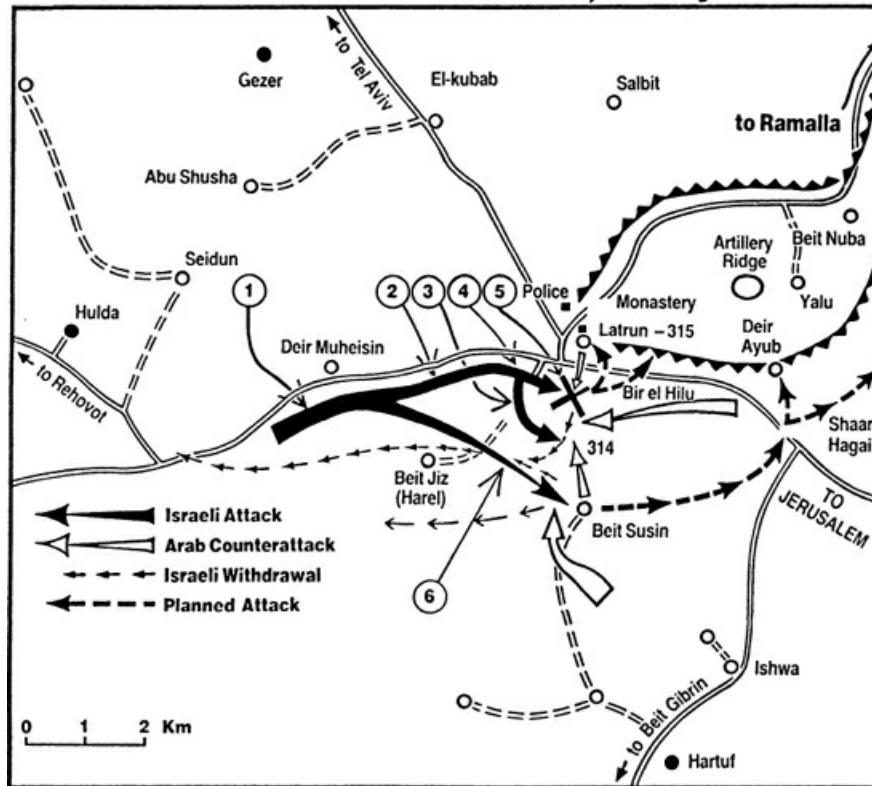 to Tel Aviv
Gezer
El-kubab
Salbit
to Ramalla
Abu Shusha
Seidun
Artillery
Ridge
Beit Nuba
1
2
3
4
5
Police
Monastery
Yalu
Hulda
Deir Muheisin
Latrun – 315
Deir
Ayub
to Rehovot
Bir el Hilu
Shaar
Hagai
314
Beit Jiz
(Harel)
TO
JERUSALEM
Israeli Attack
Beit Susin
Arab Counterattack
Israeli Withdrawal
6
Planned Attack
Ishwa
0 1 2 Km
to Beit Gibrin
Hartuf